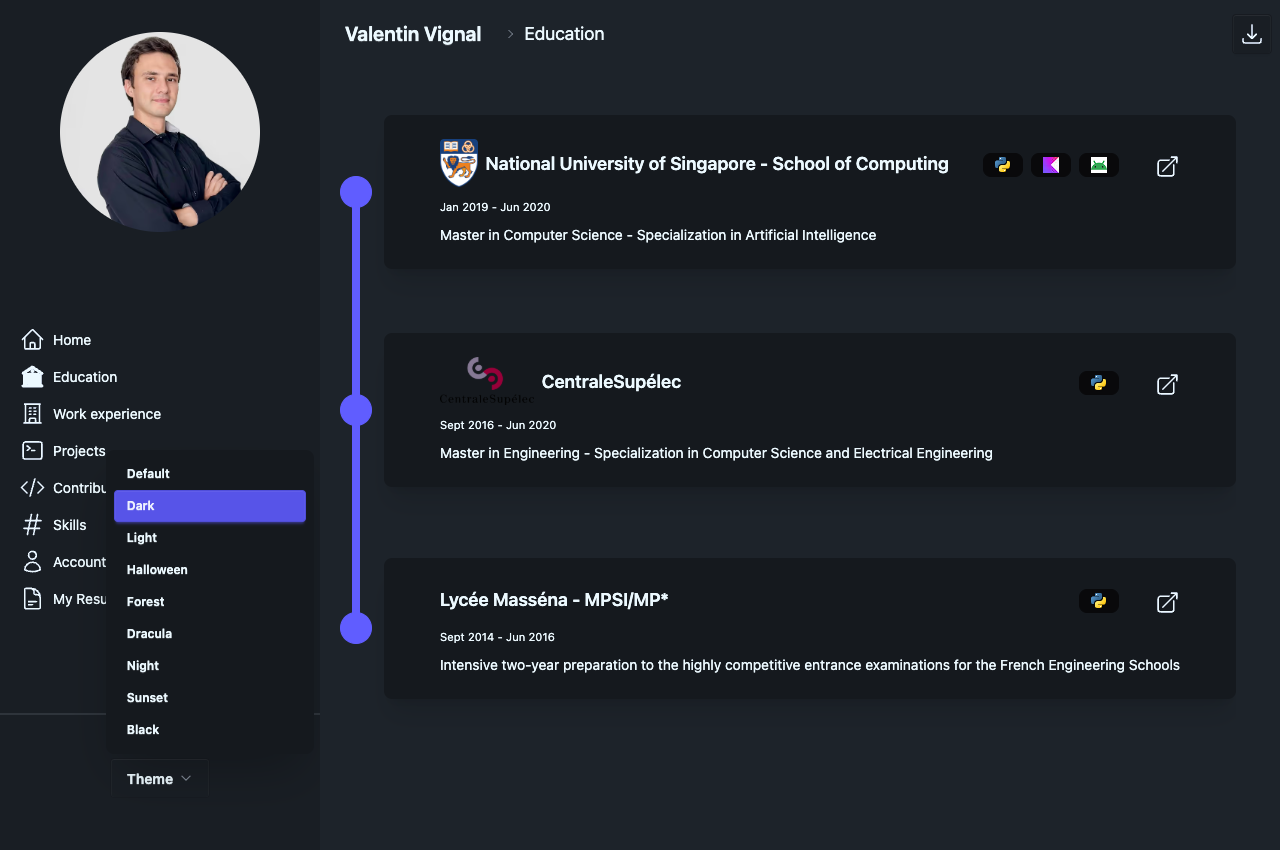 Valentin Vignal
Education
Home
Education
Work experience
Projects
Contribu
Skills
Account
My Resu
Default
Dark
Light
Halloween
Forest
Dracula
Night
Sunset
Black
Theme
National University of Singapore - School of Computing
Jan 2019 - Jun 2020
Master in Computer Science - Specialization in Artificial Intelligence
CentraleSupélec
CentraleSupélec
Sept 2016 - Jun 2020
Master in Engineering - Specialization in Computer Science and Electrical Engineering
Lycée Masséna - MPSI/MP*
Sept 2014 - Jun 2016
Intensive two-year preparation to the highly competitive entrance examinations for the French Engineering Schools